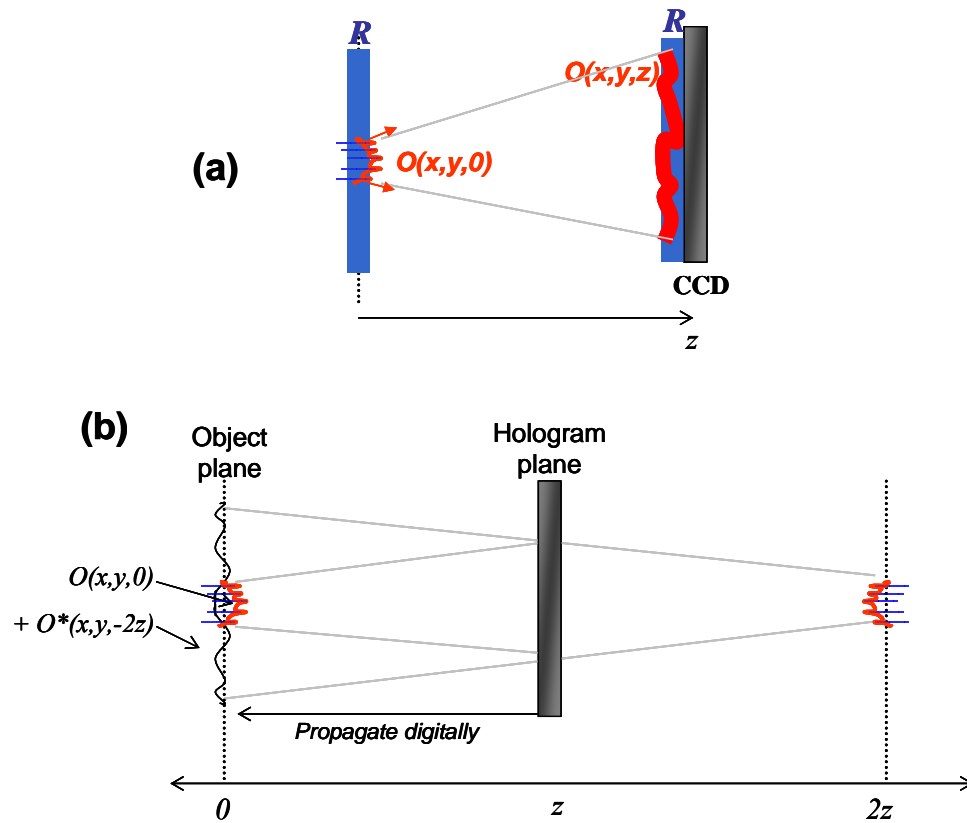 R
R
O(x,y,z)
(a)
O(x,y,0)
CCD
z
(b)
Object
plane
Hologram
plane
O(x,y,0)
+ O*(x,y,-2z)
Propagate digitally
0
z
2z